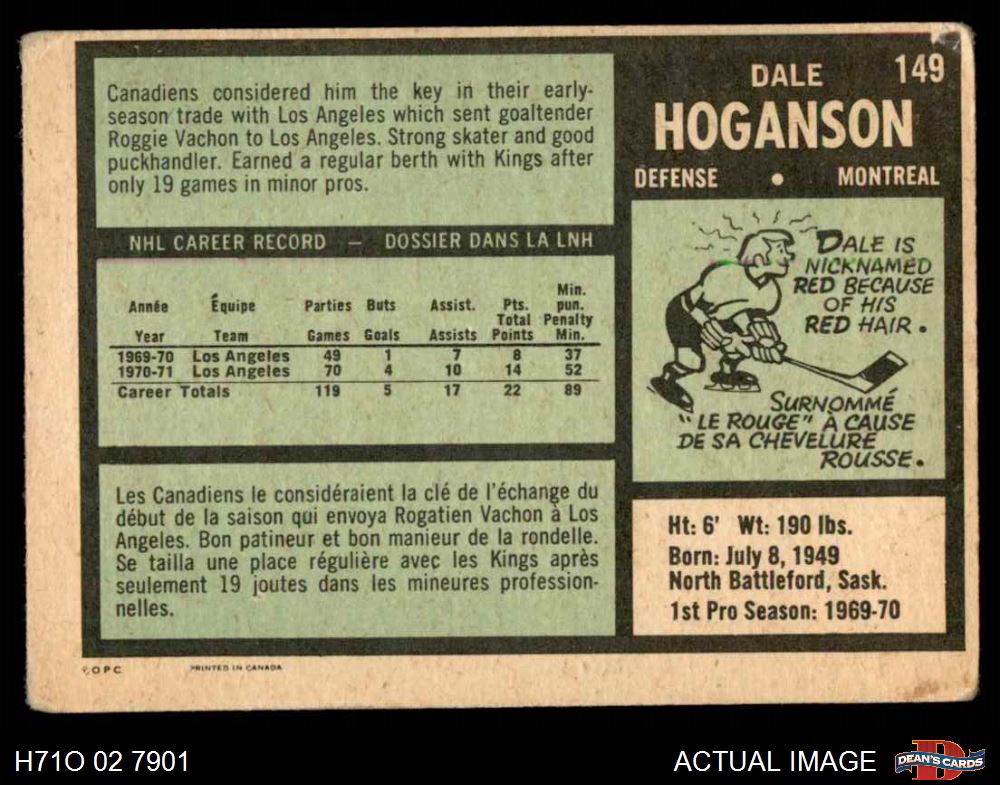 Canadiens considered him the key in their early-
season trade with Los Angeles which sent goaltender
Roggie Vachon to Los Angeles. Strong skater and good
puckhandler. Earned a regular berth with Kings after
only 19 games in minor pros.
NHL CAREER RECORD — DOSSIER DANS LA LNH
Année Équipe Parties Buts Assist. Pts. Min. pun.
Year Team Games Goals Assists Total Points Penalty Min.
1969-70 Los Angeles 49 1 7 8 37
1970-71 Los Angeles 70 4 10 14 52
Career Totals 119 5 17 22 89
Les Canadiens le considéraient la clé de l'échange du
début de la saison qui envoya Rogatien Vachon à Los
Angeles. Bon patineur et bon manieur de la rondelle.
Se tailla une place régulière avec les Kings après
seulement 19 joutes dans les mineures profession-
nelles.
©OPC PRINTED IN CANADA
149
DALE
HOGANSON
DEFENSE • MONTREAL
DALE IS
NICKNAMED
RED BECAUSE
OF HIS
RED HAIR.
SURNOMMÉ
"LE ROUGE" À CAUSE
DE SA CHEVELURE
ROUSSE.
Ht: 6' Wt: 190 lbs.
Born: July 8, 1949
North Battleford, Sask.
1st Pro Season: 1969-70
H71O 02 7901
ACTUAL IMAGE
DEAN'S CARDS